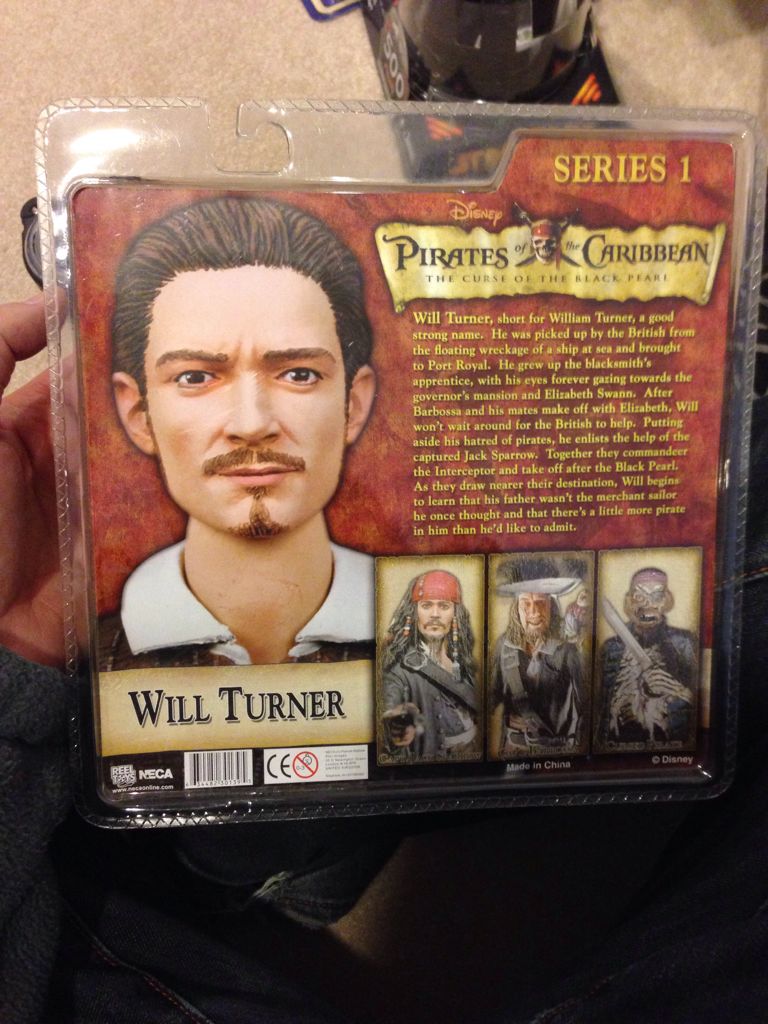 500
SERIES 1
Disney
PIRATES of the CARIBBEAN
THE CURSE OF THE BLACK PEARL
Will Turner, short for William Turner, a good
strong name. He was picked up by the British from
the floating wreckage of a ship at sea and brought
to Port Royal. He grew up the blacksmith's
apprentice, with his eyes forever gazing towards the
governor's mansion and Elizabeth Swann. After
Barbossa and his mates make off with Elizabeth, Will
won't wait around for the British to help. Putting
aside his hatred of pirates, he enlists the help of the
captured Jack Sparrow. Together they commandeer
the Interceptor and take off after the Black Pearl.
As they draw nearer their destination, Will begins
to learn that his father wasn't the merchant sailor
he once thought and that there's a little more pirate
in him than he'd like to admit.
WILL TURNER
CURSED PIRATE
REEL TOYS NECA
www.necaonline.com
CE 0-3
Made in China
© Disney